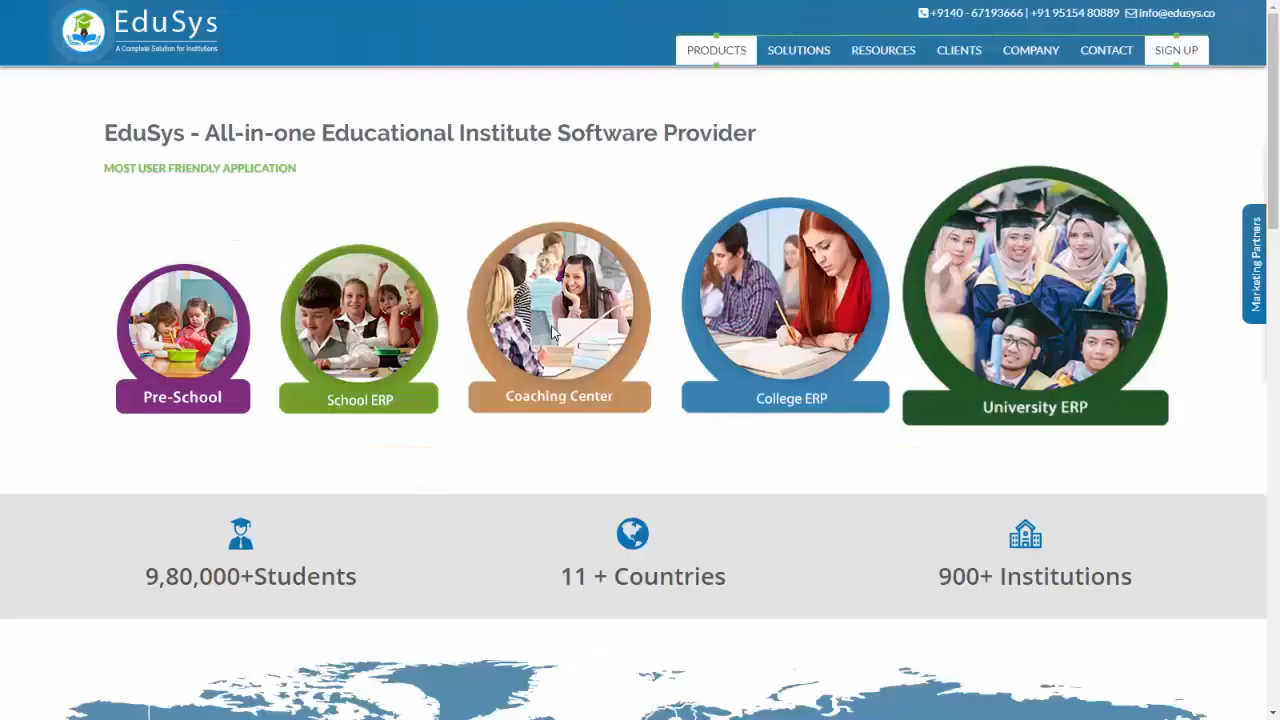 EduSys
A Complete Solution for Institutions
+9140 - 67193666 | +91 95154 80889 info@edusys.co
PRODUCTS SOLUTIONS RESOURCES CLIENTS COMPANY CONTACT SIGN UP
EduSys - All-in-one Educational Institute Software Provider
MOST USER FRIENDLY APPLICATION
Marketing Partners
Pre-School School ERP Coaching Center College ERP University ERP
9,80,000+Students 11 + Countries 900+ Institutions